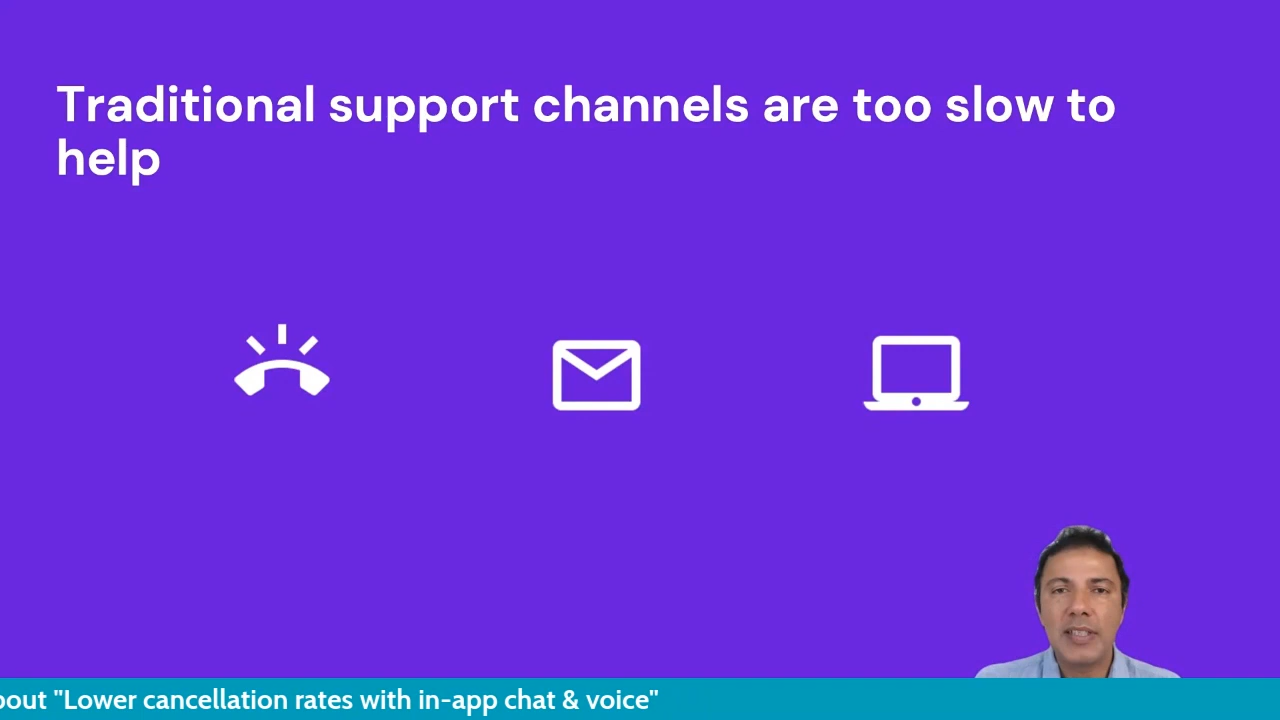 Traditional support channels are too slow to
help
out "Lower cancellation rates with in-app chat & voice"